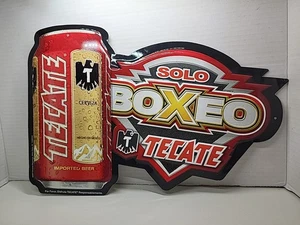 TECATE
T
CERVEZA
IMPORTED BEER
SOLO
BOXEO
T
TECATE